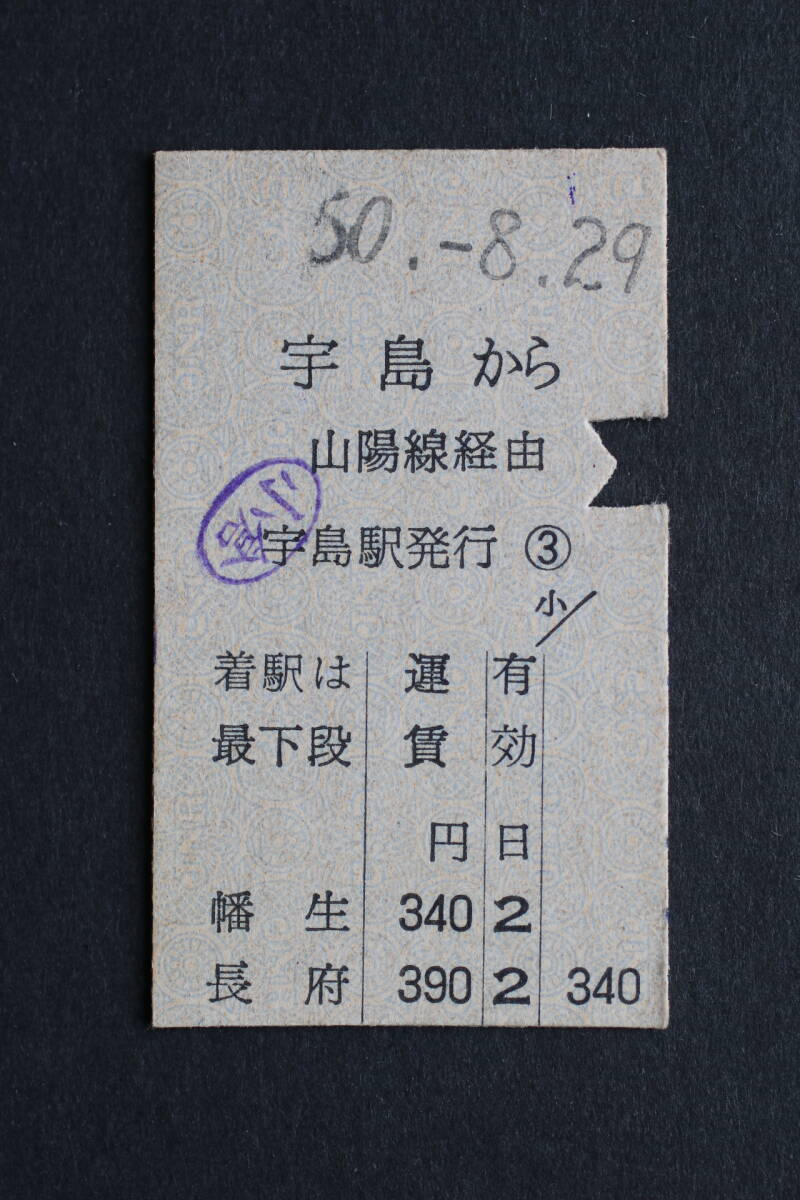 50.-8.29
宇島から
山陽線経由
小倉
宇島駅発行 ③
小
着駅は 運 有
最下段 賃 効
円 日
幡生 340 2
長府 390 2 340